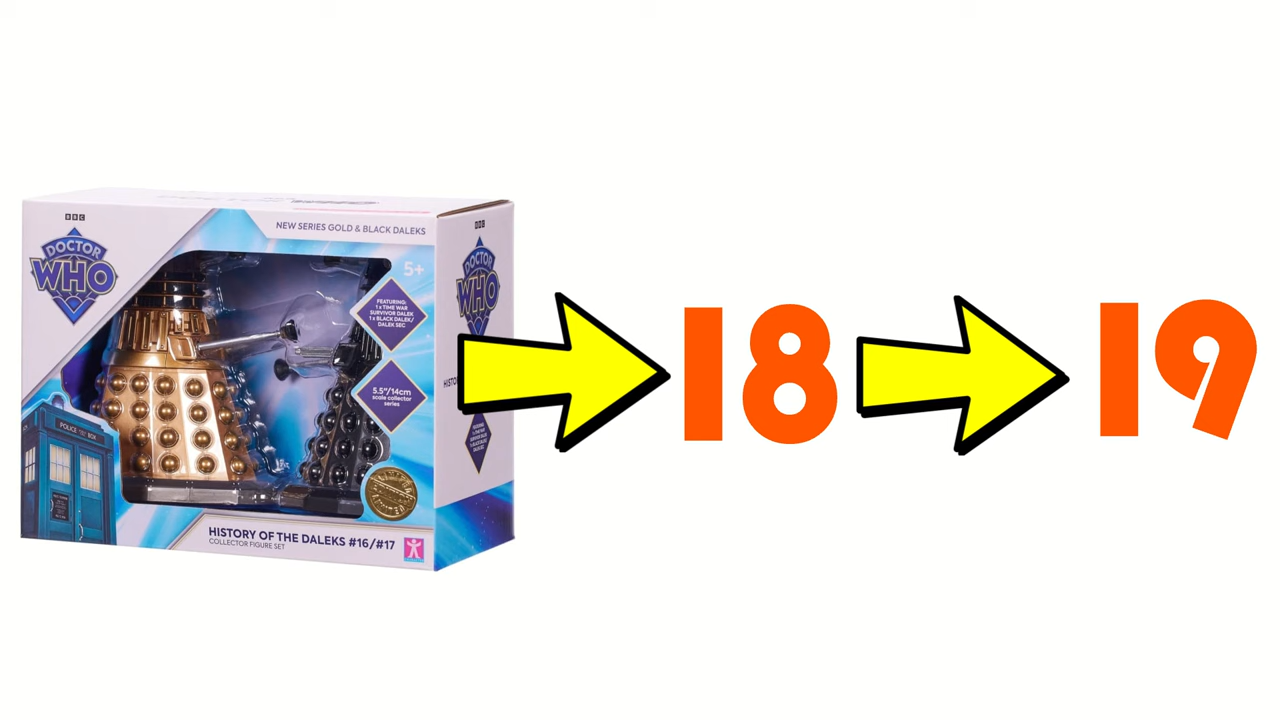 BBC
DOCTOR
WHO
NEW SERIES GOLD & BLACK DALEKS
5+
FEATURING:
1 x TIME WAR
SURVIVOR DALEK
1 x BLACK DALEK/
DALEK SEC
5.5"/14cm
scale collector
series
POLICE BOX
HISTORY OF THE DALEKS #16/#17
COLLECTOR FIGURE SET
BBC
DOCTOR
WHO
18
19